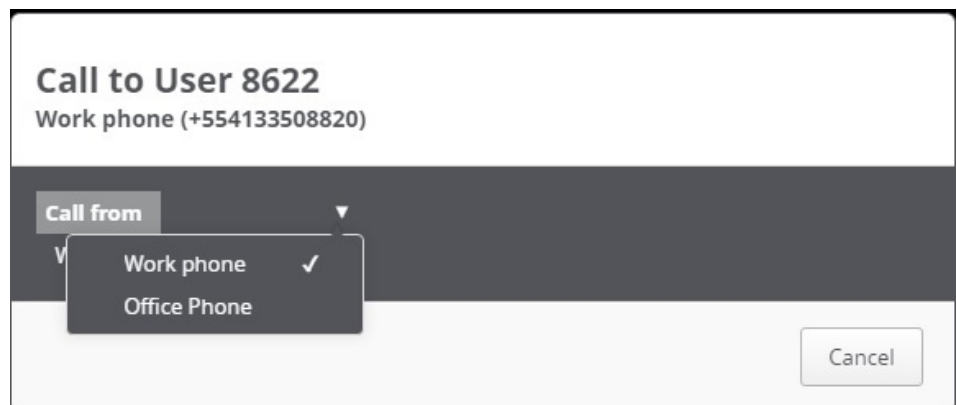 Call to User 8622
Work phone (+554133508820)
Call from
Work phone
Office Phone
Cancel